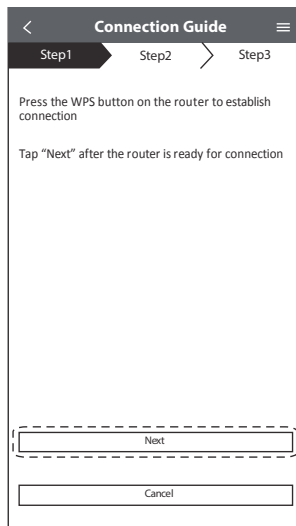 Connection Guide
Step1 Step2 Step3
Press the WPS button on the router to establish
connection
Tap “Next” after the router is ready for connection
Next
Cancel